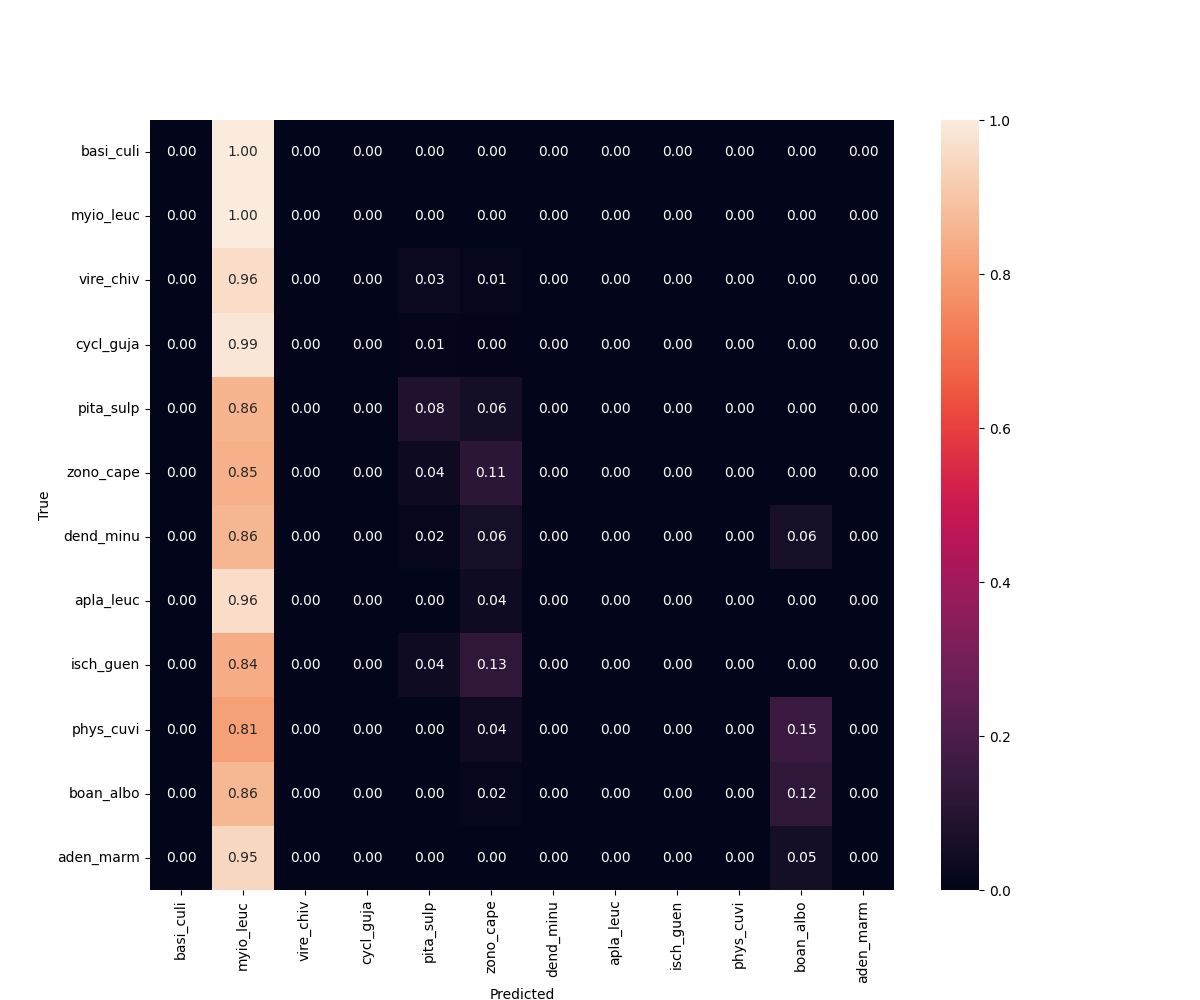 basi_culi 0.00 1.00 0.00 0.00 0.00 0.00 0.00 0.00 0.00 0.00 0.00 0.00
myio_leuc 0.00 1.00 0.00 0.00 0.00 0.00 0.00 0.00 0.00 0.00 0.00 0.00
vire_chiv 0.00 0.96 0.00 0.00 0.03 0.01 0.00 0.00 0.00 0.00 0.00 0.00
cycl_guja 0.00 0.99 0.00 0.00 0.01 0.00 0.00 0.00 0.00 0.00 0.00 0.00
pita_sulp 0.00 0.86 0.00 0.00 0.08 0.06 0.00 0.00 0.00 0.00 0.00 0.00
zono_cape 0.00 0.85 0.00 0.00 0.04 0.11 0.00 0.00 0.00 0.00 0.00 0.00
dend_minu 0.00 0.86 0.00 0.00 0.02 0.06 0.00 0.00 0.00 0.00 0.06 0.00
apla_leuc 0.00 0.96 0.00 0.00 0.00 0.04 0.00 0.00 0.00 0.00 0.00 0.00
isch_guen 0.00 0.84 0.00 0.00 0.04 0.13 0.00 0.00 0.00 0.00 0.00 0.00
phys_cuvi 0.00 0.81 0.00 0.00 0.00 0.04 0.00 0.00 0.00 0.00 0.15 0.00
boan_albo 0.00 0.86 0.00 0.00 0.00 0.02 0.00 0.00 0.00 0.00 0.12 0.00
aden_marm 0.00 0.95 0.00 0.00 0.00 0.00 0.00 0.00 0.00 0.00 0.05 0.00
True
basi_culi myio_leuc vire_chiv cycl_guja pita_sulp zono_cape dend_minu apla_leuc isch_guen phys_cuvi boan_albo aden_marm
Predicted
1.0
0.8
0.6
0.4
0.2
0.0